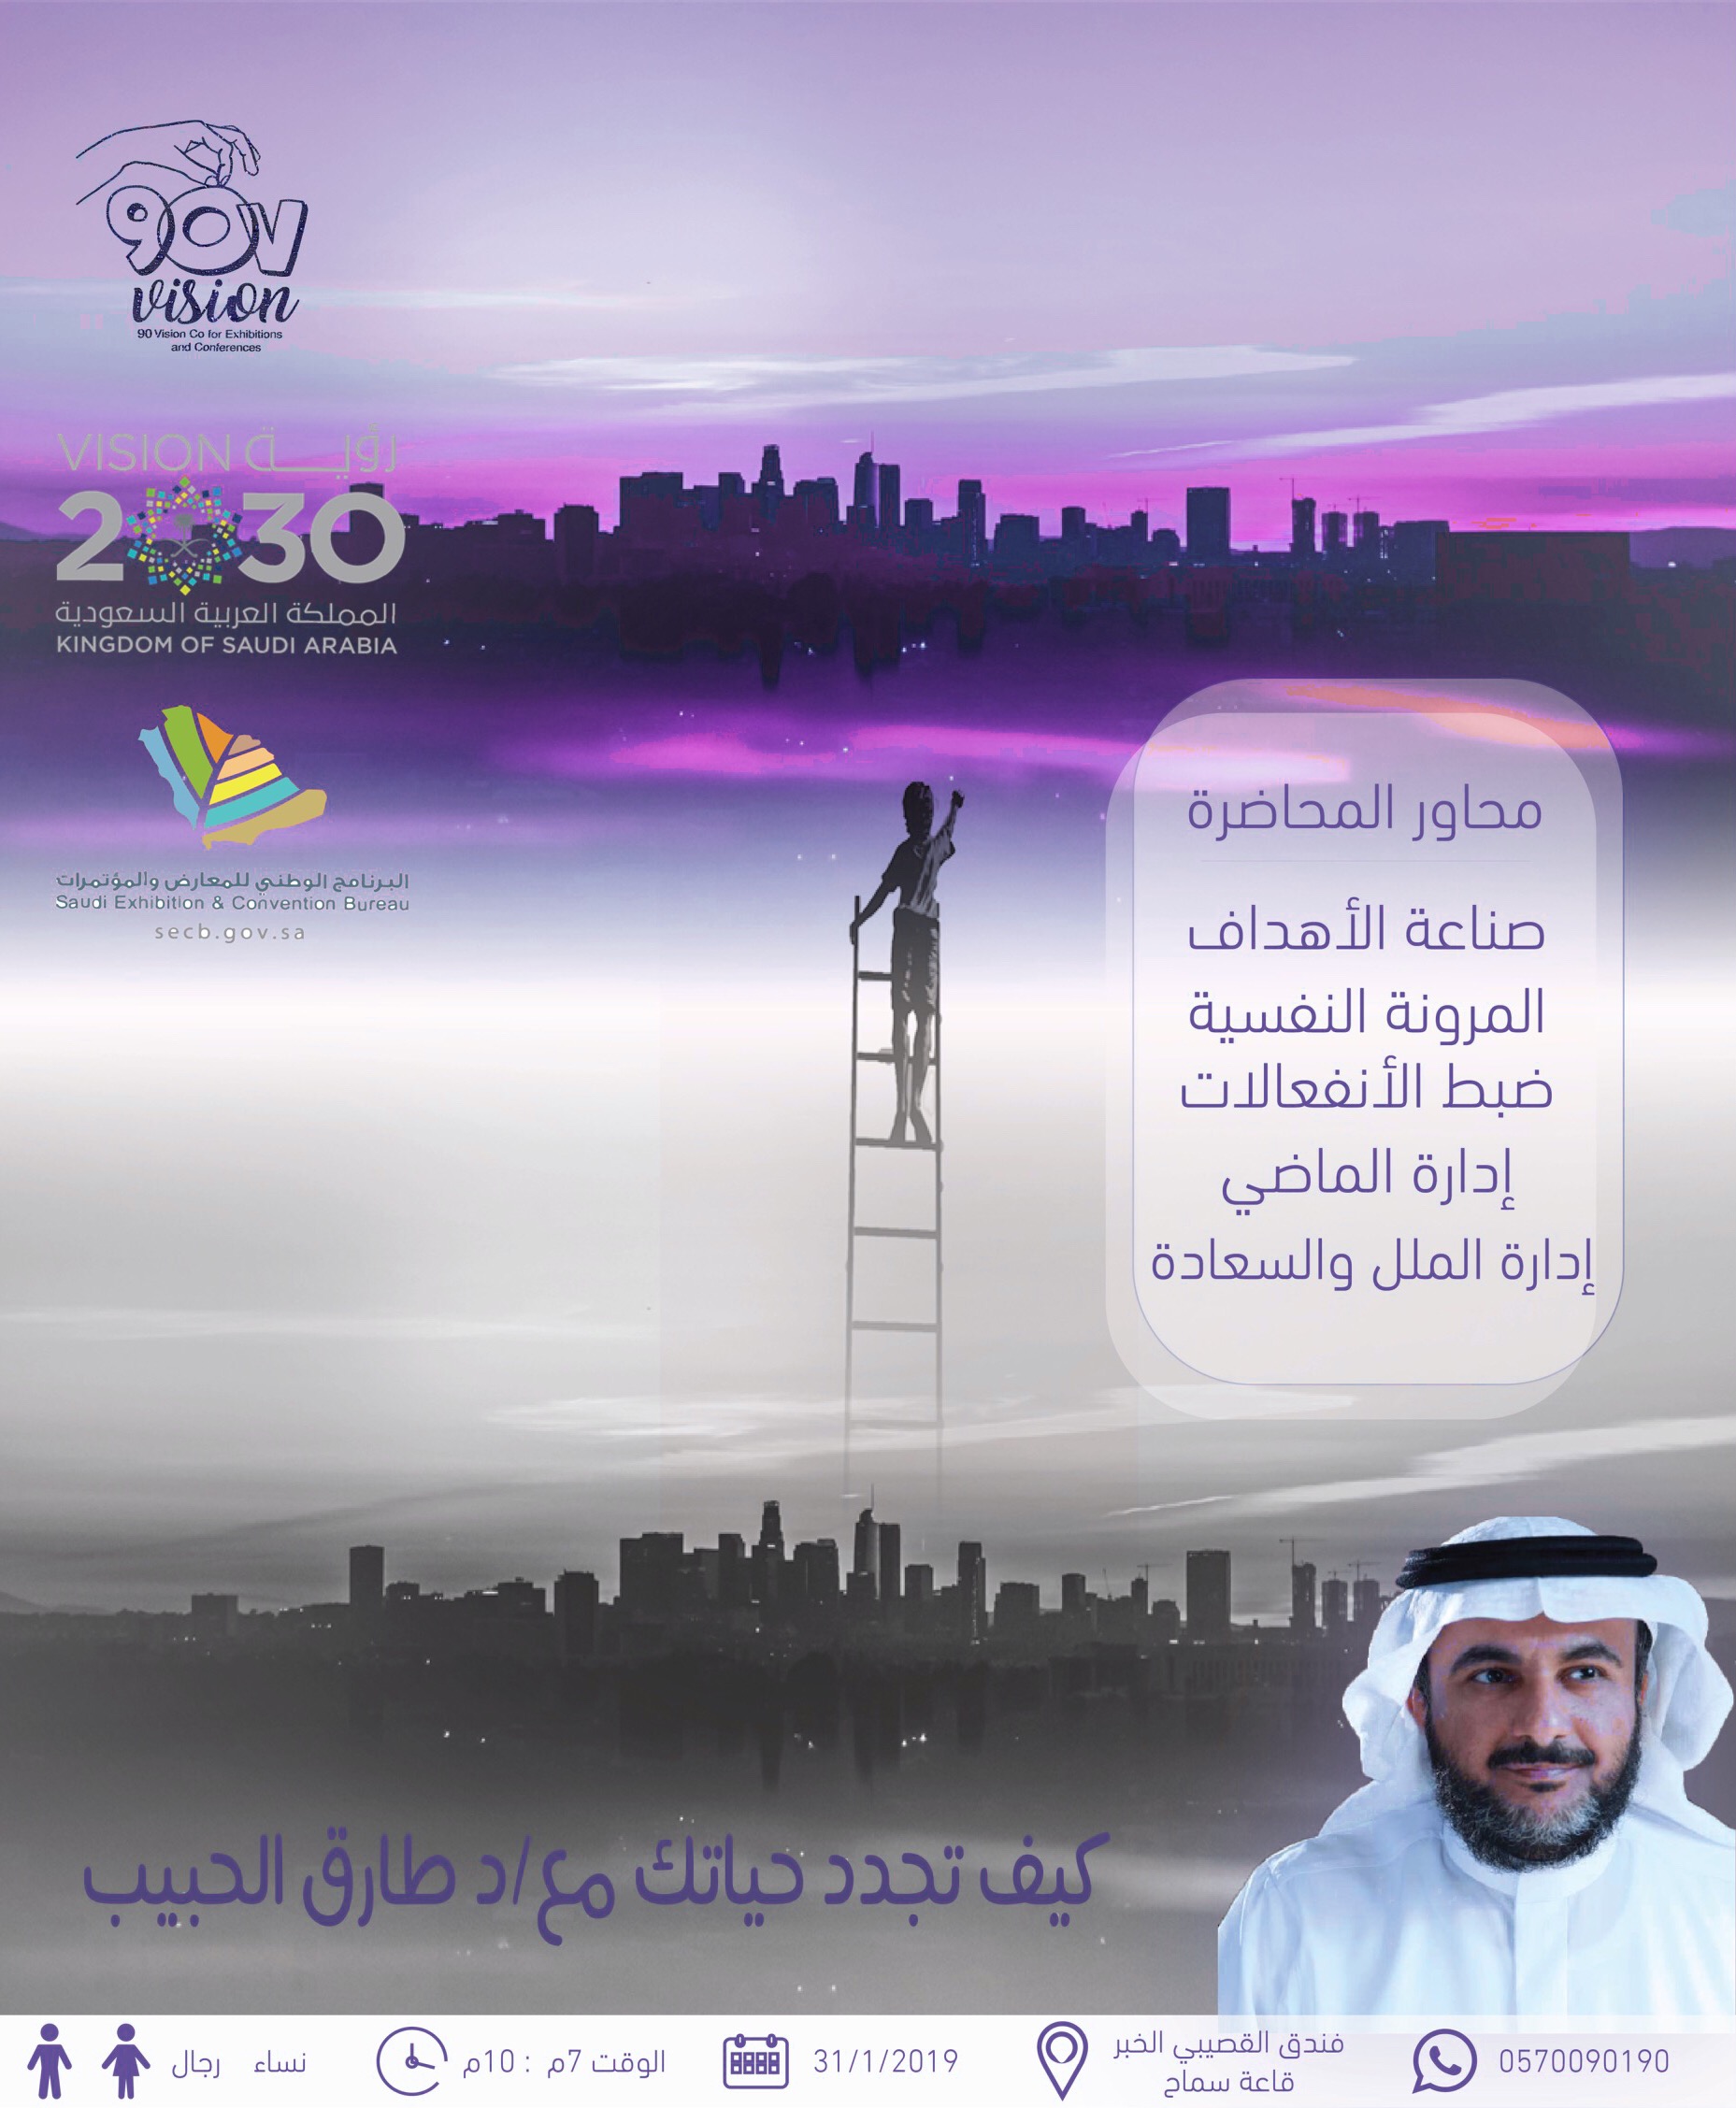 90V
vision
90 Vision Co for Exhibitions
and Conferences
VISION رؤيـــة
2030
المملكة العربية السعودية
KINGDOM OF SAUDI ARABIA
البرنامج الوطني للمعارض والمؤتمرات
Saudi Exhibition & Convention Bureau
secb.gov.sa
محاور المحاضرة
صناعة الأهداف
المرونة النفسية
ضبط الأنفعالات
إدارة الماضي
إدارة الملل والسعادة
كيف تجدد حياتك مع/د طارق الحبيب
0570090190
فندق القصيبي الخبر
قاعة سماح
31/1/2019
الوقت 7م : 10م
نساء رجال